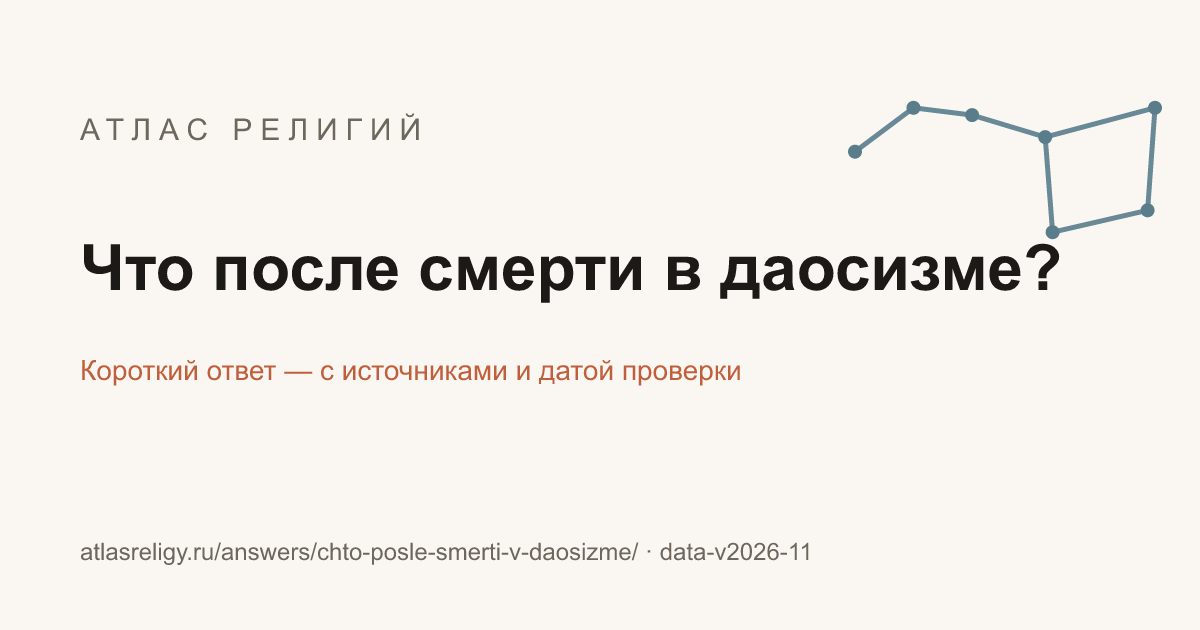 АТЛАС РЕЛИГИЙ
Что после смерти в даосизме?
Короткий ответ — с источниками и датой проверки
atlasreligy.ru/answers/chto-posle-smerti-v-daosizme/ · data-v2026-11